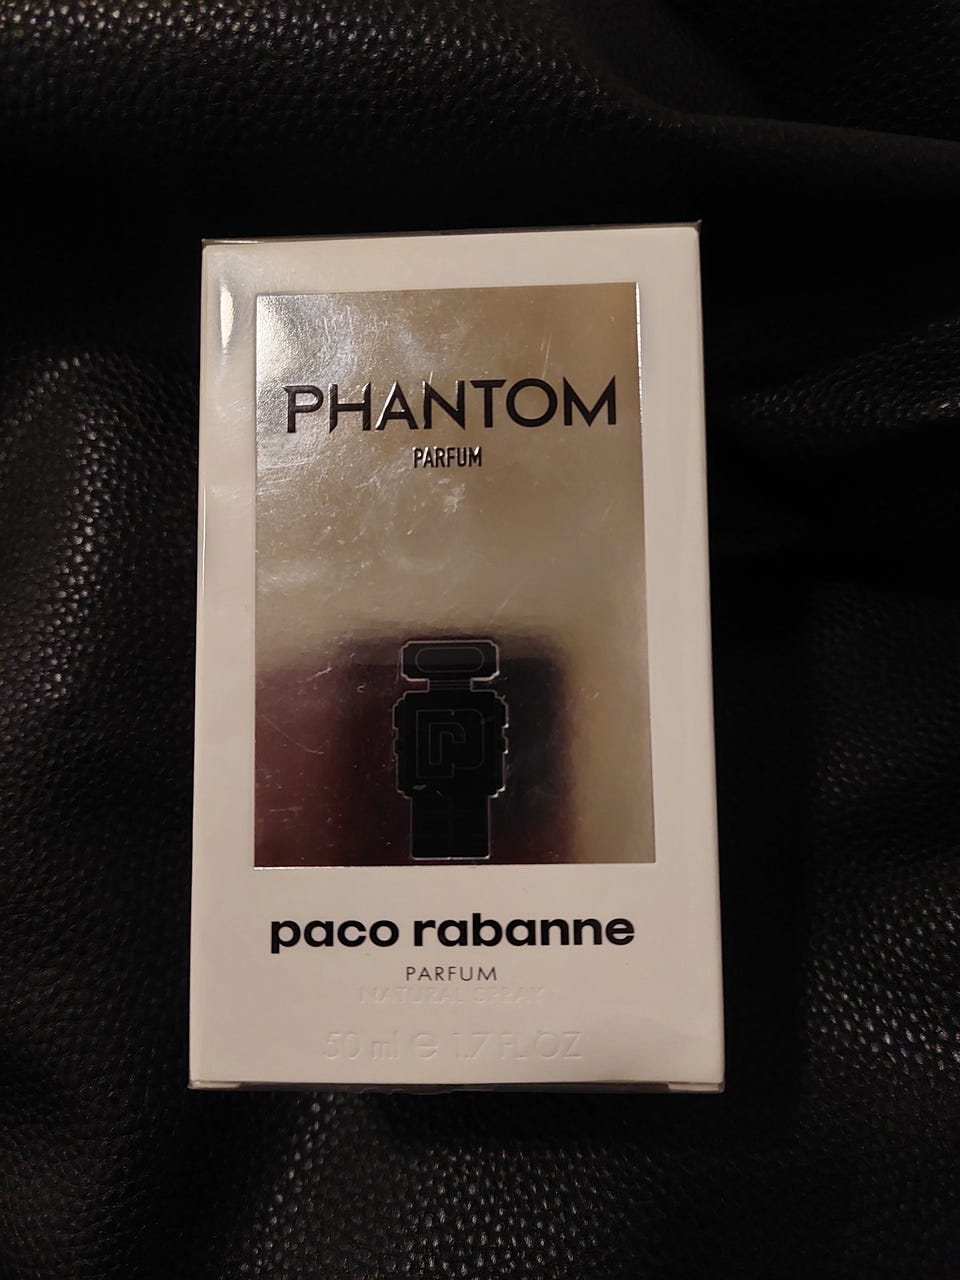 PHANTOM
PARFUM
paco rabanne
PARFUM
NATURAL SPRAY
50 ml e 1.7 FL OZ